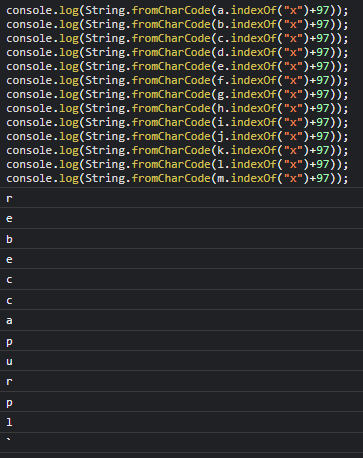 console.log(String.fromCharCode(a.indexOf("x")+97));
console.log(String.fromCharCode(b.indexOf("x")+97));
console.log(String.fromCharCode(c.indexOf("x")+97));
console.log(String.fromCharCode(d.indexOf("x")+97));
console.log(String.fromCharCode(e.indexOf("x")+97));
console.log(String.fromCharCode(f.indexOf("x")+97));
console.log(String.fromCharCode(g.indexOf("x")+97));
console.log(String.fromCharCode(h.indexOf("x")+97));
console.log(String.fromCharCode(i.indexOf("x")+97));
console.log(String.fromCharCode(j.indexOf("x")+97));
console.log(String.fromCharCode(k.indexOf("x")+97));
console.log(String.fromCharCode(l.indexOf("x")+97));
console.log(String.fromCharCode(m.indexOf("x")+97));
r
e
b
e
c
c
a
p
u
r
p
l
`